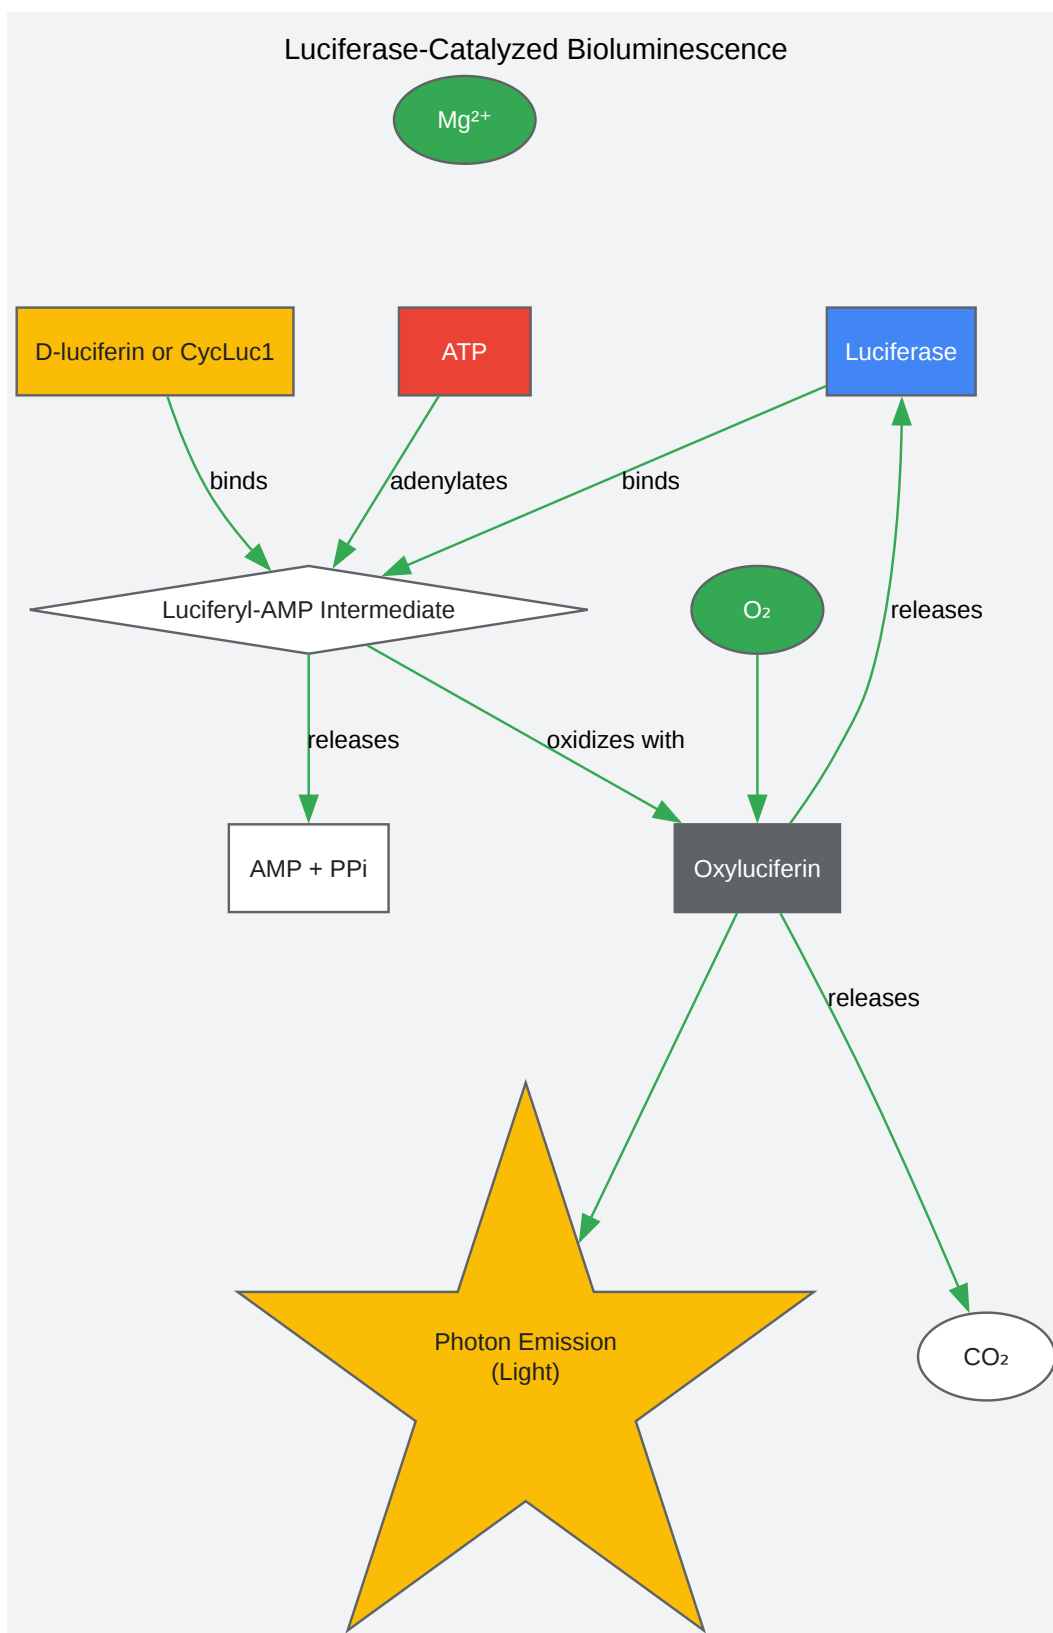 Luciferase-Catalyzed Bioluminescence
Mg²⁺
D-luciferin or CycLuc1
ATP
Luciferase
binds
adenylates
binds
Luciferyl-AMP Intermediate
O₂
releases
releases
oxidizes with
AMP + PPi
Oxyluciferin
releases
Photon Emission
(Light)
CO₂